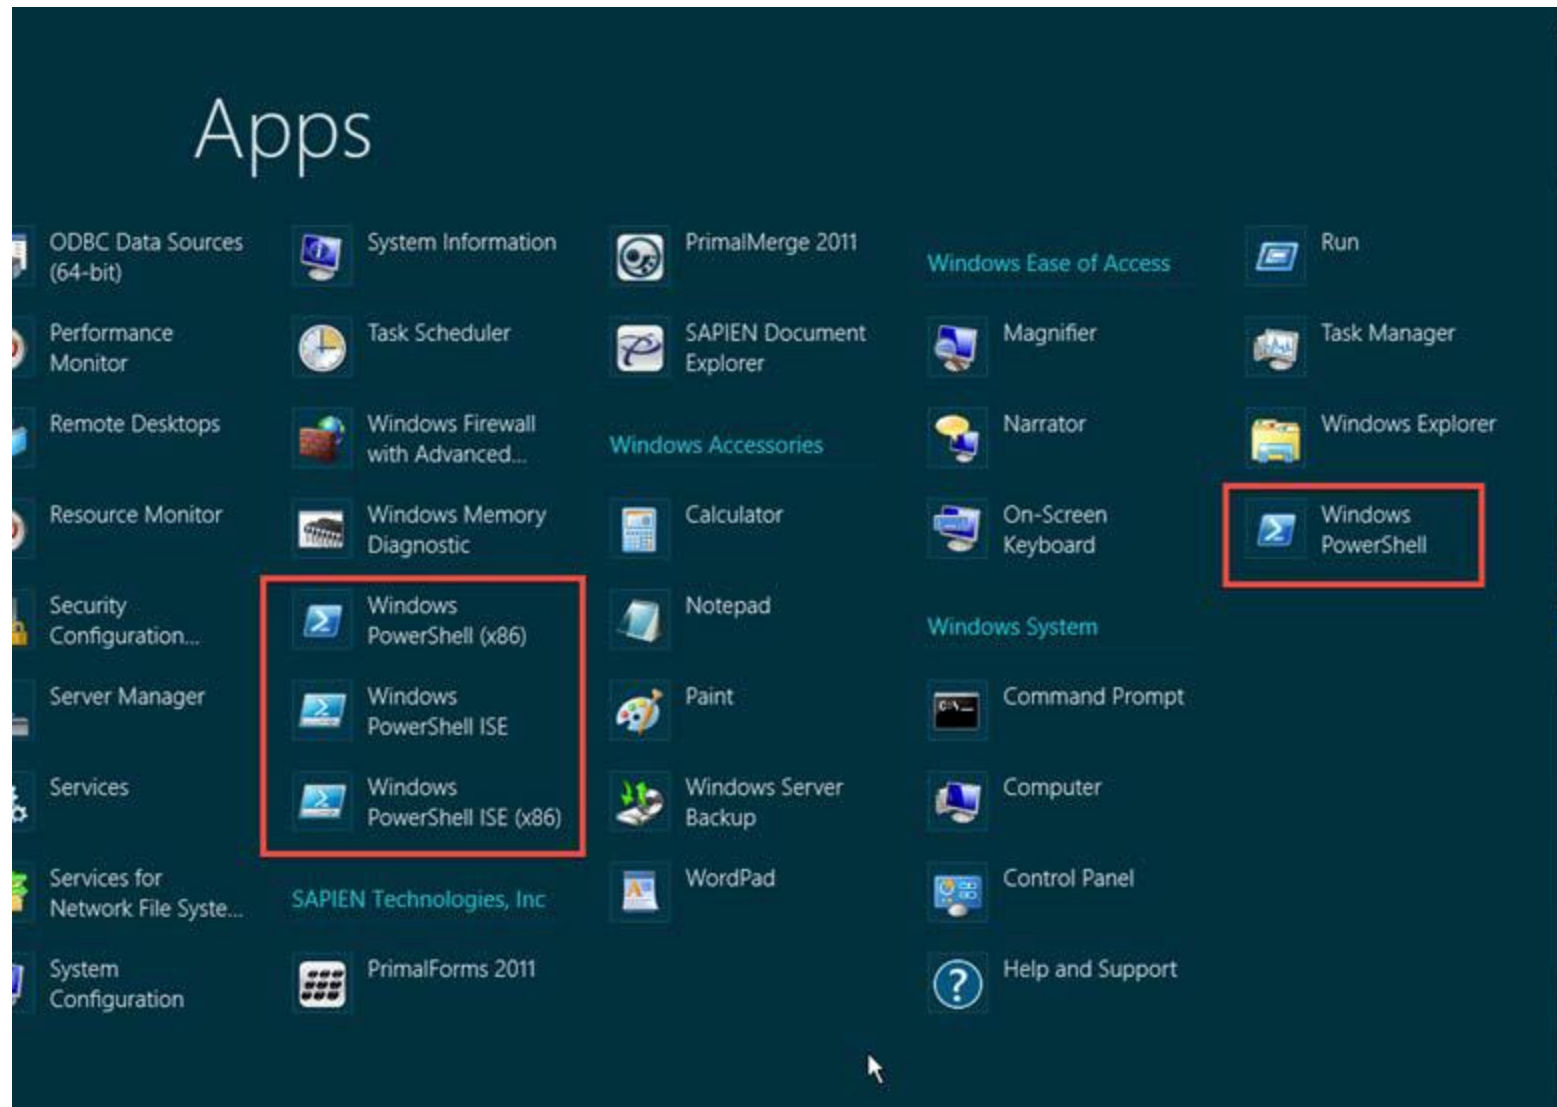 Apps
ODBC Data Sources
(64-bit)
Performance
Monitor
Remote Desktops
Resource Monitor
Security
Configuration...
Server Manager
Services
Services for
Network File Syste...
System
Configuration
System Information
Task Scheduler
Windows Firewall
with Advanced...
Windows Memory
Diagnostic
Windows
PowerShell (x86)
Windows
PowerShell ISE
Windows
PowerShell ISE (x86)
SAPIEN Technologies, Inc
PrimalForms 2011
PrimalMerge 2011
SAPIEN Document
Explorer
Windows Accessories
Calculator
Notepad
Paint
Windows Server
Backup
WordPad
Windows Ease of Access
Magnifier
Narrator
On-Screen
Keyboard
Windows System
Command Prompt
Computer
Control Panel
Help and Support
Run
Task Manager
Windows Explorer
Windows
PowerShell